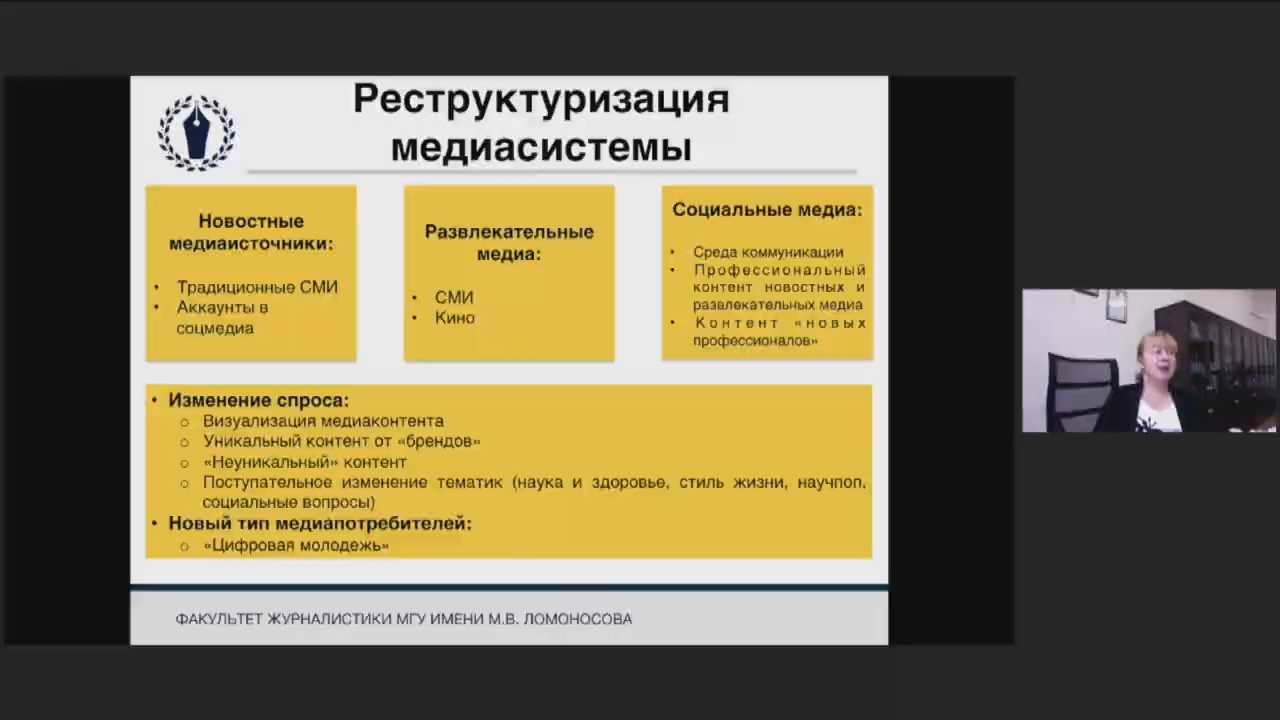 Реструктуризация
медиасистемы
Новостные
медиаисточники:
• Традиционные СМИ
• Аккаунты в
соцмедиа
Развлекательные
медиа:
• СМИ
• Кино
Социальные медиа:
• Среда коммуникации
• Профессиональный
контент новостных и
развлекательных медиа
• Контент «новых
профессионалов»
• Изменение спроса:
o Визуализация медиаконтента
o Уникальный контент от «брендов»
o «Неуникальный» контент
o Поступательное изменение тематик (наука и здоровье, стиль жизни, научпоп,
социальные вопросы)
• Новый тип медиапотребителей:
o «Цифровая молодежь»
ФАКУЛЬТЕТ ЖУРНАЛИСТИКИ МГУ ИМЕНИ М.В. ЛОМОНОСОВА